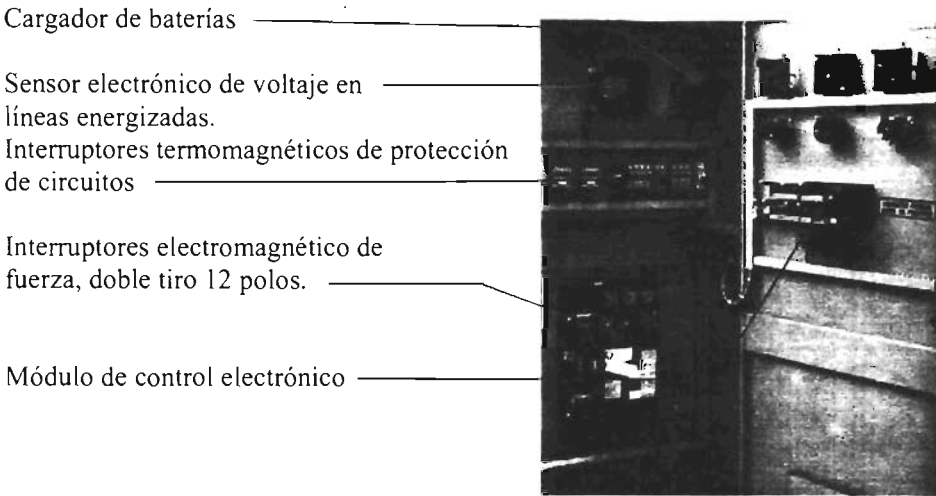 Cargador de baterías
Sensor electrónico de voltaje en
líneas energizadas.
Interruptores termomagnéticos de protección
de circuitos
Interruptores electromagnético de
fuerza, doble tiro 12 polos.
Módulo de control electrónico